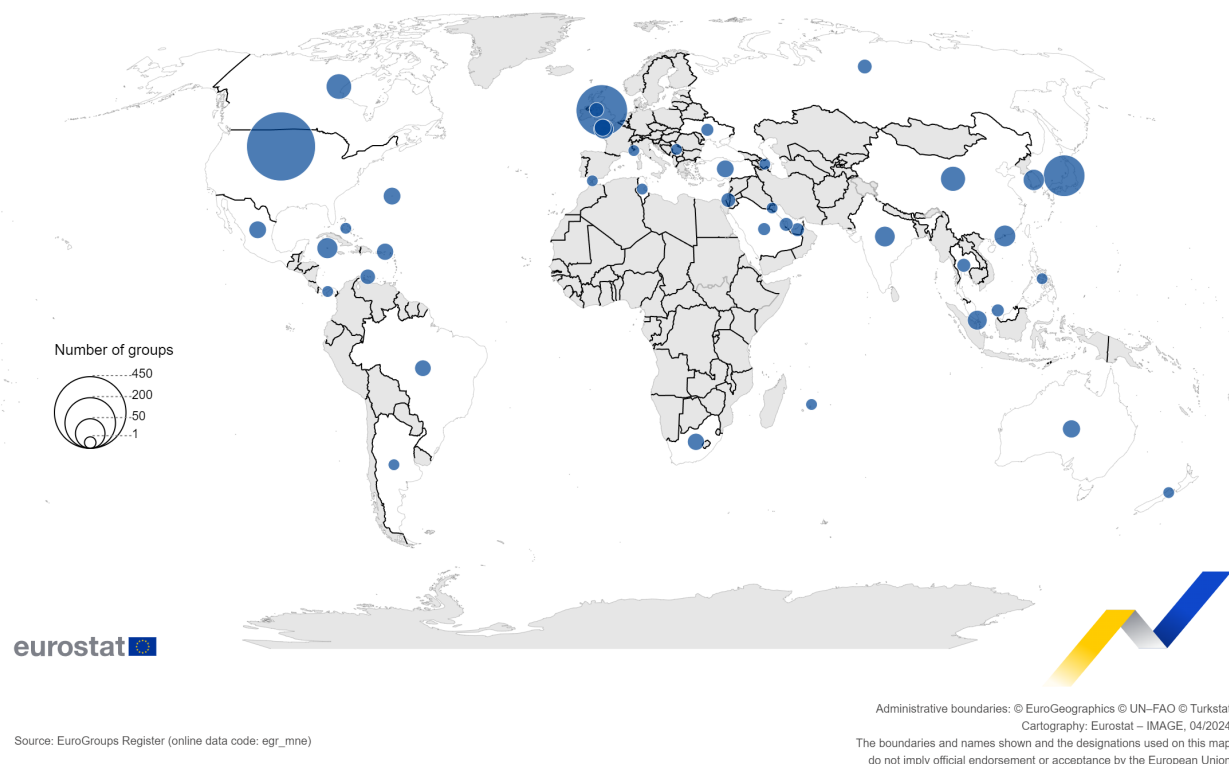 Number of groups
450
200
50
1
eurostat
Administrative boundaries: © EuroGeographics © UN–FAO © Turkstat
Cartography: Eurostat – IMAGE, 04/2024
Source: EuroGroups Register (online data code: egr_mne)
The boundaries and names shown and the designations used on this map
do not imply official endorsement or acceptance by the European Union